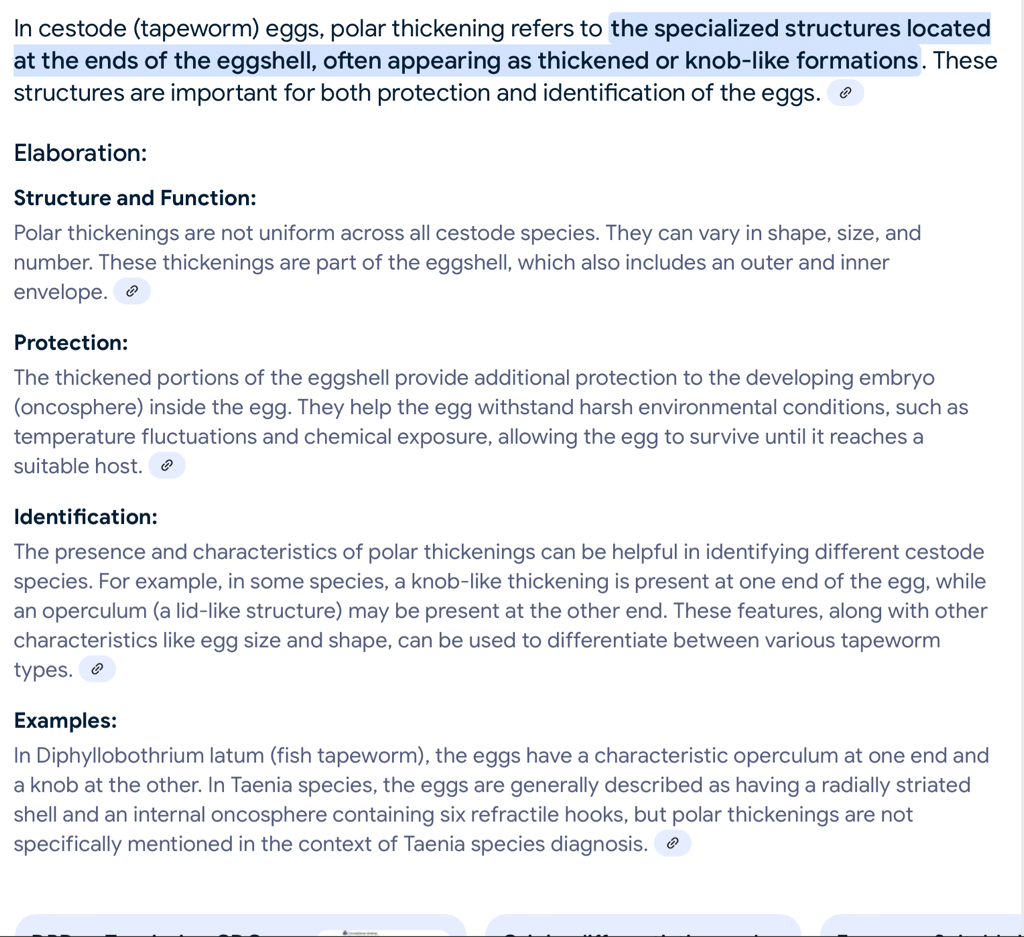 In cestode (tapeworm) eggs, polar thickening refers to the specialized structures located
at the ends of the eggshell, often appearing as thickened or knob-like formations. These
structures are important for both protection and identification of the eggs.
Elaboration:
Structure and Function:
Polar thickenings are not uniform across all cestode species. They can vary in shape, size, and
number. These thickenings are part of the eggshell, which also includes an outer and inner
envelope.
Protection:
The thickened portions of the eggshell provide additional protection to the developing embryo
(oncosphere) inside the egg. They help the egg withstand harsh environmental conditions, such as
temperature fluctuations and chemical exposure, allowing the egg to survive until it reaches a
suitable host.
Identification:
The presence and characteristics of polar thickenings can be helpful in identifying different cestode
species. For example, in some species, a knob-like thickening is present at one end of the egg, while
an operculum (a lid-like structure) may be present at the other end. These features, along with other
characteristics like egg size and shape, can be used to differentiate between various tapeworm
types.
Examples:
In Diphyllobothrium latum (fish tapeworm), the eggs have a characteristic operculum at one end and
a knob at the other. In Taenia species, the eggs are generally described as having a radially striated
shell and an internal oncosphere containing six refractile hooks, but polar thickenings are not
specifically mentioned in the context of Taenia species diagnosis.